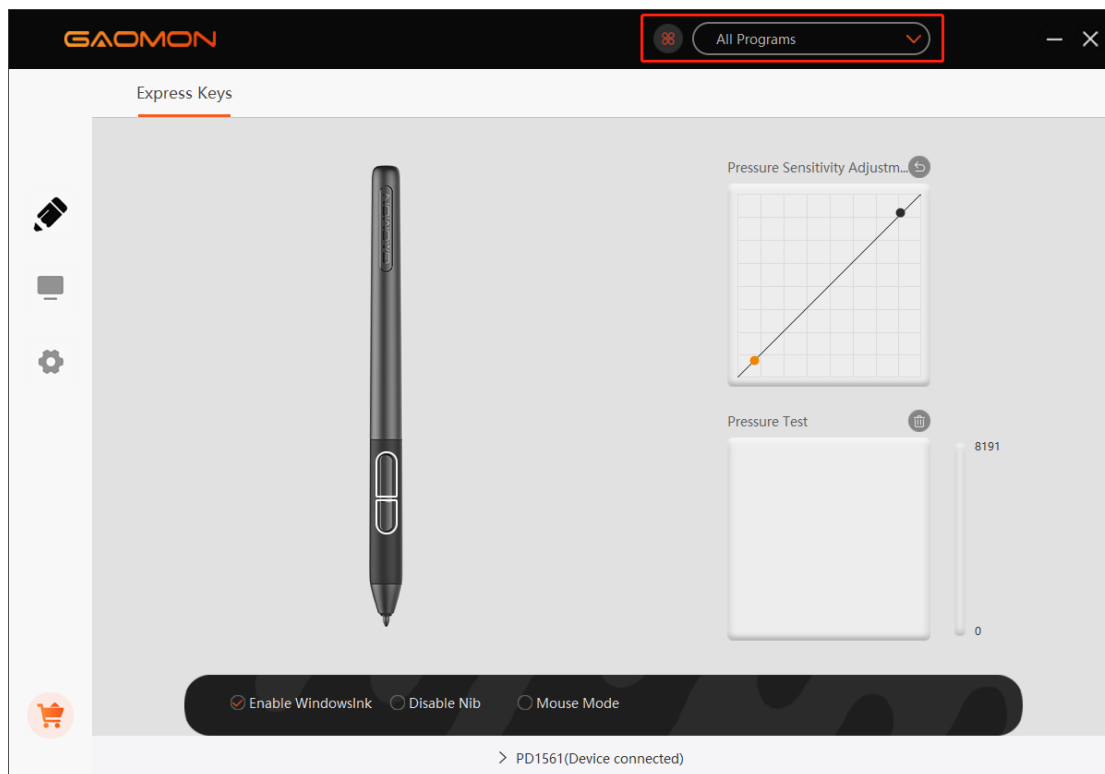 GAOMON
All Programs
Express Keys
GAOMON
Pressure Sensitivity Adjustm...
Pressure Test
8191
0
Enable WindowsInk
Disable Nib
Mouse Mode
PD1561(Device connected)